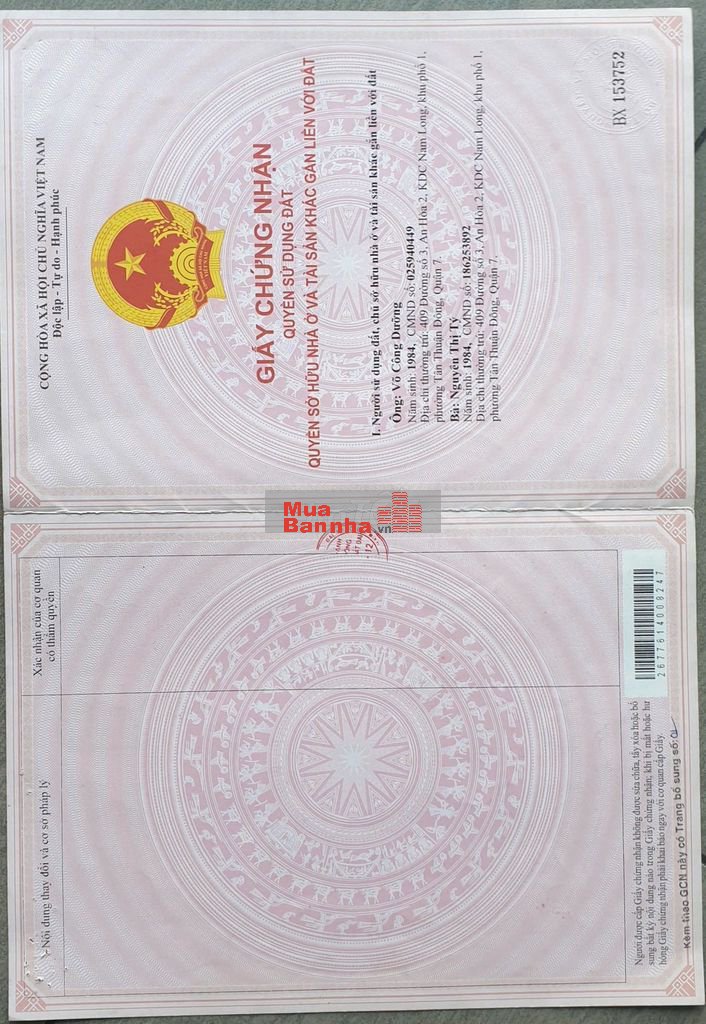 CỘNG HÒA XÃ HỘI CHỦ NGHĨA VIỆT NAM
Độc lập - Tự do - Hạnh phúc
GIẤY CHỨNG NHẬN
QUYỀN SỬ DỤNG ĐẤT
QUYỀN SỞ HỮU NHÀ Ở VÀ TÀI SẢN KHÁC GẮN LIỀN VỚI ĐẤT
I. Người sử dụng đất, chủ sở hữu nhà ở và tài sản khác gắn liền với đất
Ông: Võ Công Dường
Năm sinh: 1984, CMND số: 025940449
Địa chỉ thường trú: 409 Đường số 3, An Hòa 2, KDC Nam Long, khu phố 1,
phường Tân Thuận Đông, Quận 7.
Bà: Nguyễn Thị Tý
Năm sinh: 1984, CMND số: 186253892
Địa chỉ thường trú: 409 Đường số 3, An Hòa 2, KDC Nam Long, khu phố 1,
phường Tân Thuận Đông, Quận 7.
BX 153752
Mua
Bannha.vn
Nội dung thay đổi và cơ sở pháp lý
Xác nhận của cơ quan
có thẩm quyền
Người được cấp Giấy chứng nhận không được sửa chữa, tẩy xóa hoặc bổ
sung bất kỳ nội dung nào trong Giấy chứng nhận; khi bị mất hoặc hư
hỏng Giấy chứng nhận phải khai báo ngay với cơ quan cấp Giấy.
2677614008247
Kèm theo GCN này có Trang bổ sung số: